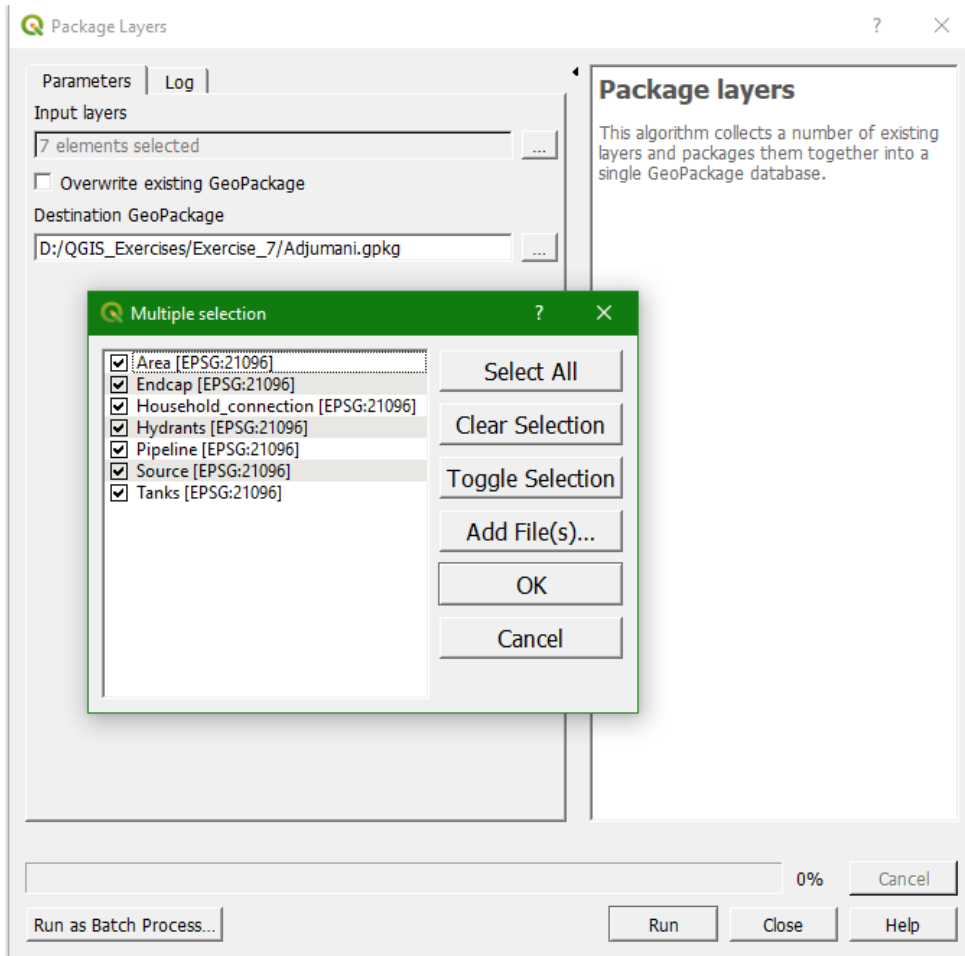 Package Layers
?
Parameters
Log
Input layers
7 elements selected
...
Overwrite existing GeoPackage
Destination GeoPackage
D:/QGIS_Exercises/Exercise_7/Adjumani.gpkg
...
Package layers
This algorithm collects a number of existing
layers and packages them together into a
single GeoPackage database.
Multiple selection
?
Area [EPSG:21096]
Endcap [EPSG:21096]
Household_connection [EPSG:21096]
Hydrants [EPSG:21096]
Pipeline [EPSG:21096]
Source [EPSG:21096]
Tanks [EPSG:21096]
Select All
Clear Selection
Toggle Selection
Add File(s)...
OK
Cancel
0%
Cancel
Run as Batch Process...
Run
Close
Help